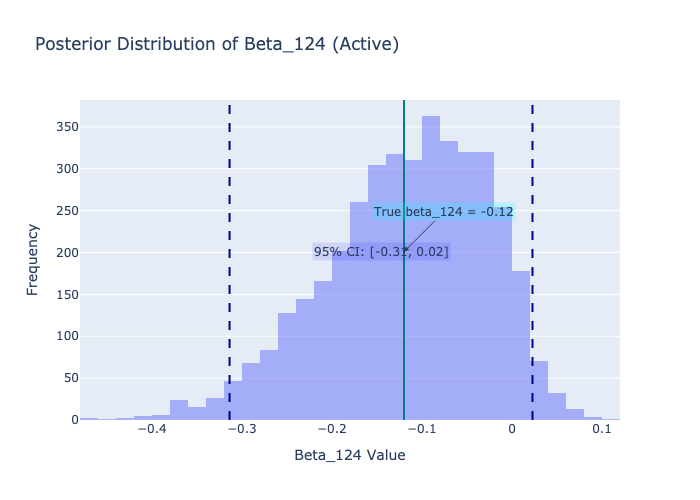 Posterior Distribution of Beta_124 (Active)
350
300
250
200
150
100
50
0
Frequency
True beta_124 = -0.12
95% CI: [-0.31, 0.02]
−0.4
−0.3
−0.2
−0.1
0
0.1
Beta_124 Value